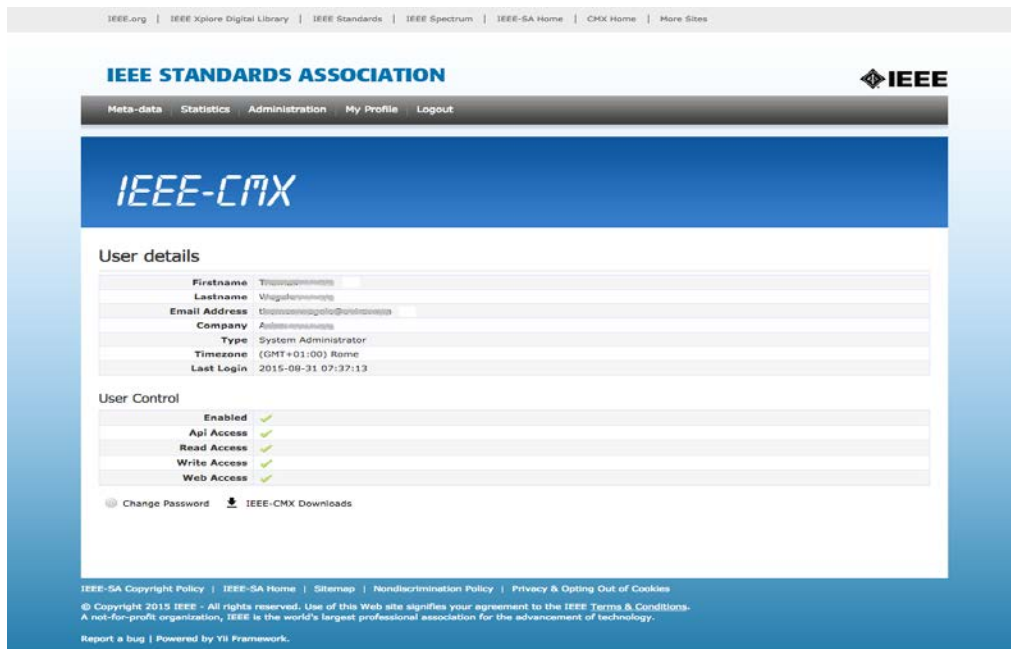 IEEE.org | IEEE Xplore Digital Library | IEEE Standards | IEEE Spectrum | IEEE-SA Home | CMX Home | More Sites
IEEE STANDARDS ASSOCIATION
IEEE
Meta-data Statistics Administration My Profile Logout
IEEE-CMX
User details
Firstname
Lastname
Email Address
Company
Type System Administrator
Timezone (GMT+01:00) Rome
Last Login 2015-08-31 07:37:13
User Control
Enabled
Api Access
Read Access
Write Access
Web Access
Change Password IEEE-CMX Downloads
IEEE-SA Copyright Policy | IEEE-SA Home | Sitemap | Nondiscrimination Policy | Privacy & Opting Out of Cookies
© Copyright 2015 IEEE - All rights reserved. Use of this Web site signifies your agreement to the IEEE Terms & Conditions.
A not-for-profit organization, IEEE is the world's largest professional association for the advancement of technology.
Report a bug | Powered by Yii Framework.